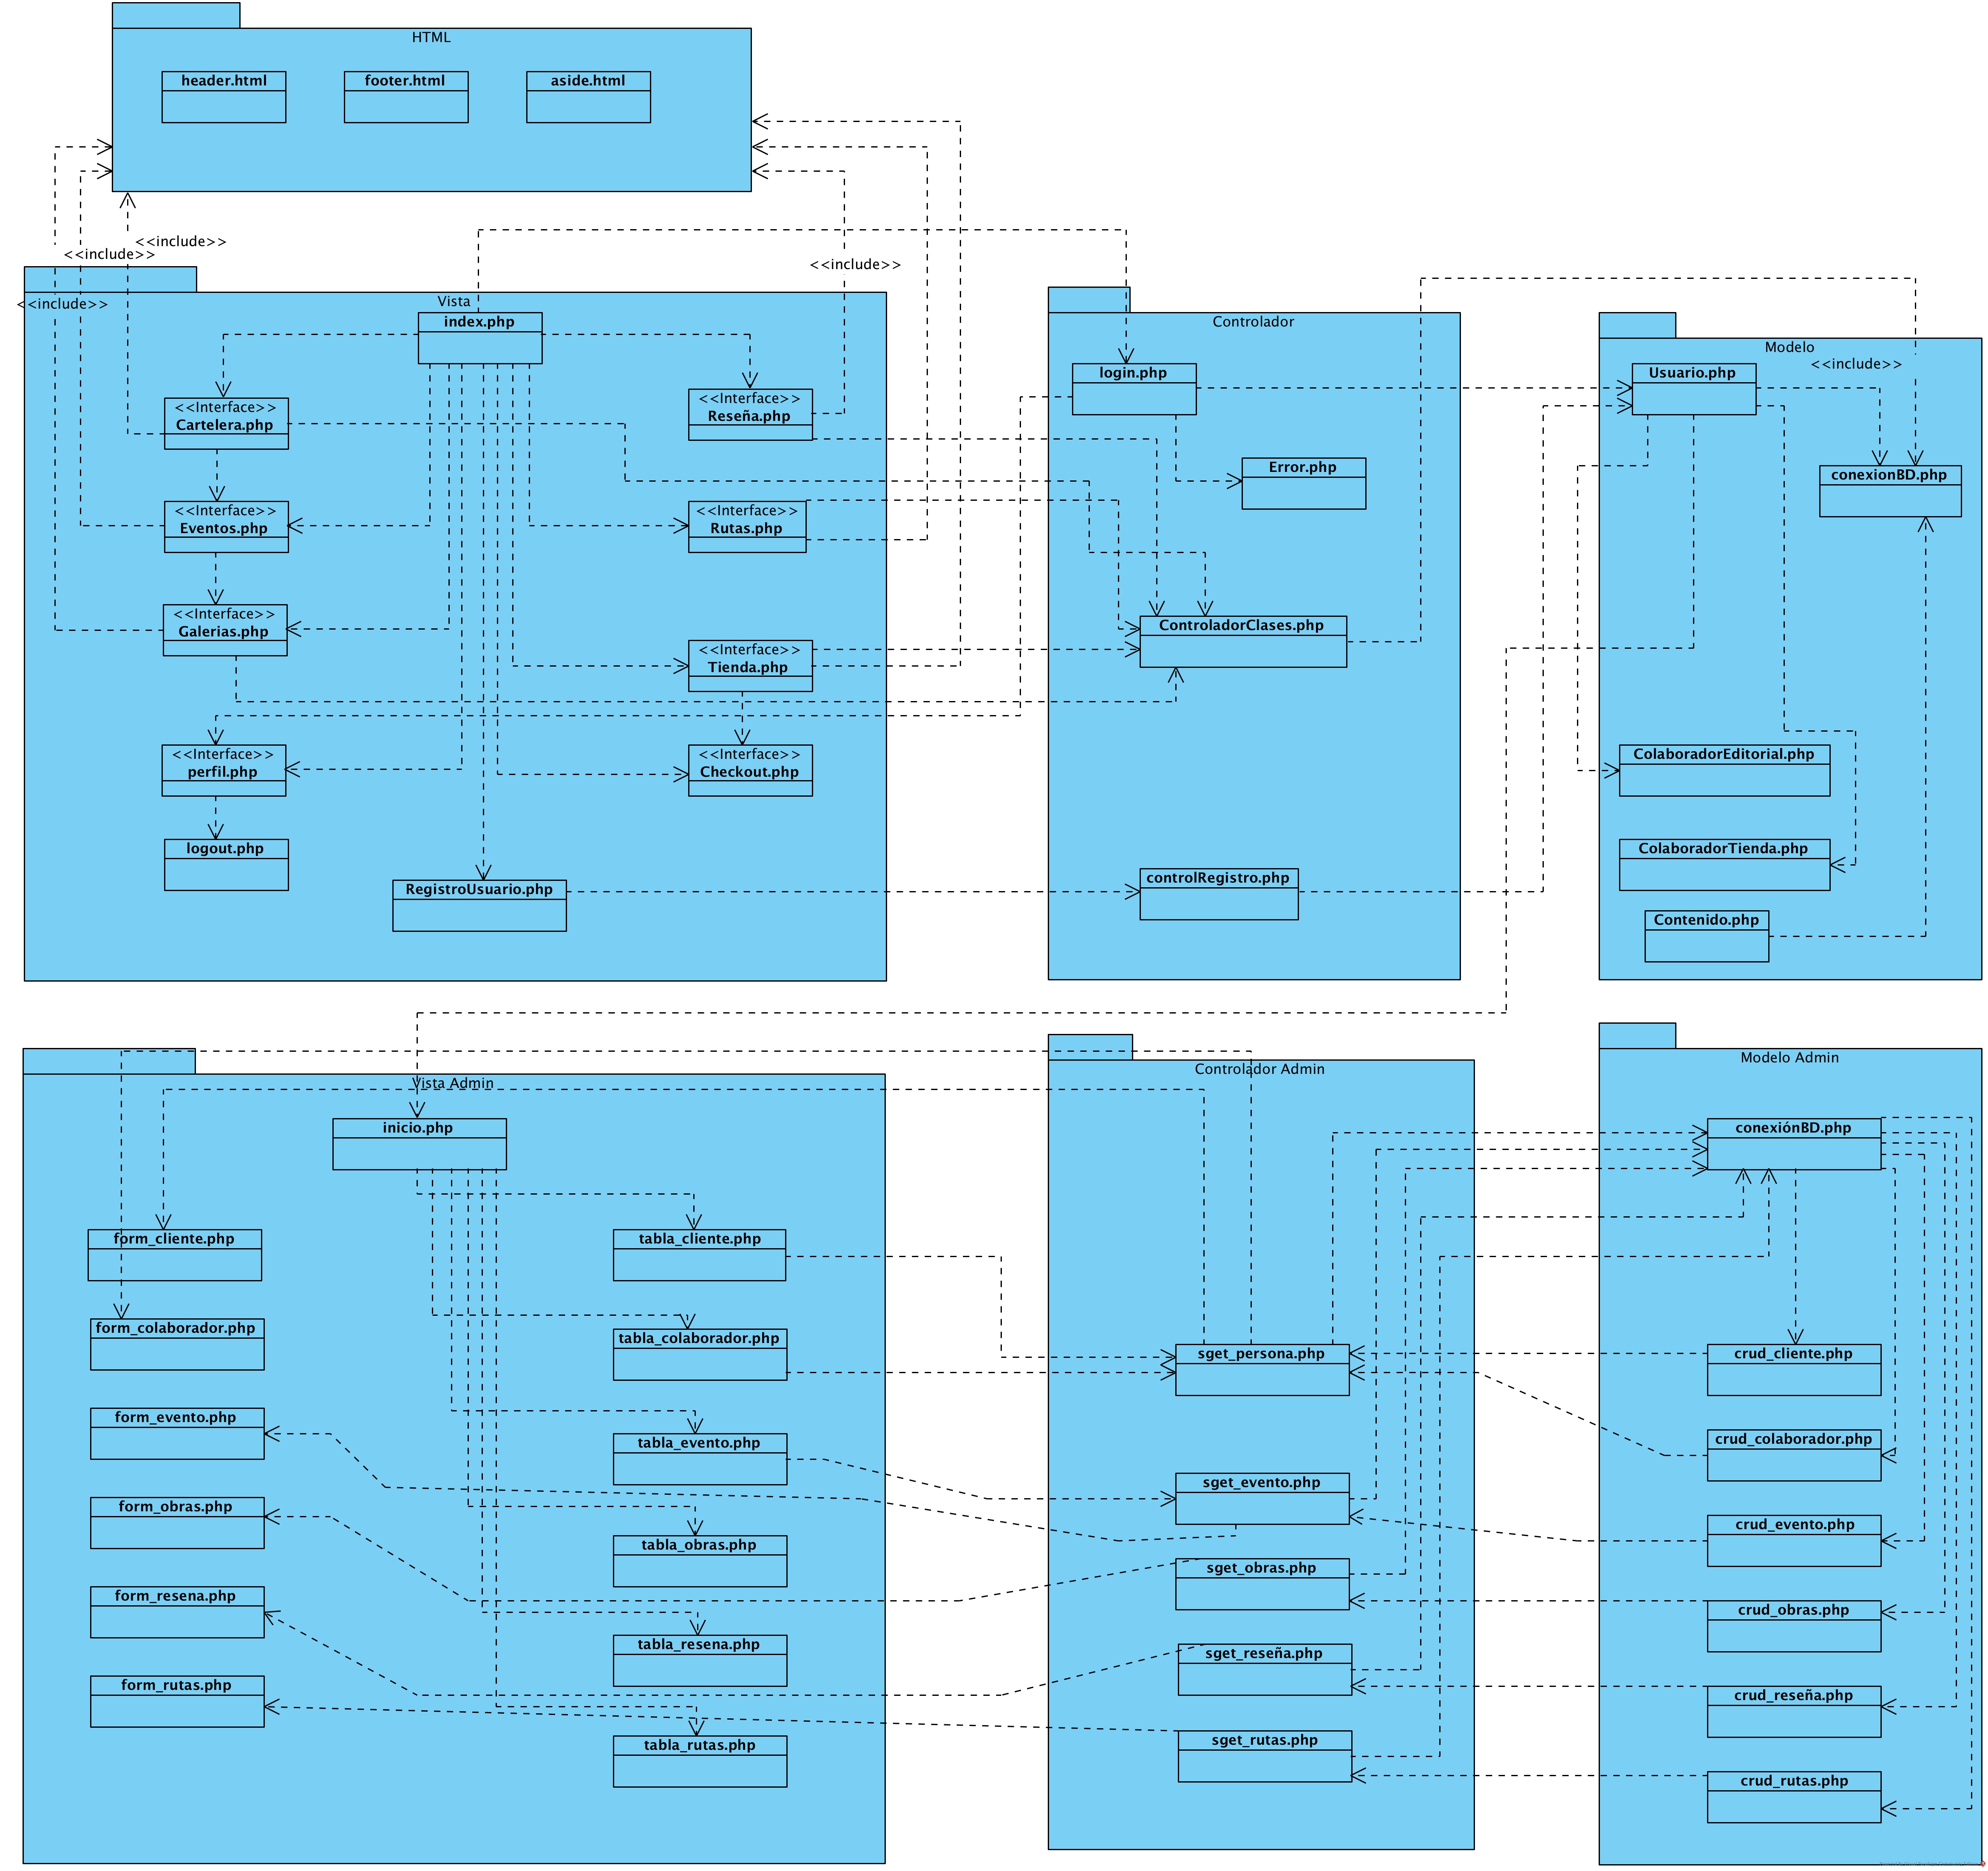 HTML
header.html
footer.html
aside.html
<<include>>
<<include>>
<<include>>
<<include>>
Vista
index.php
<<Interface>>
Cartelera.php
<<Interface>>
Reseña.php
<<Interface>>
Eventos.php
<<Interface>>
Rutas.php
<<Interface>>
Galerias.php
<<Interface>>
Tienda.php
<<Interface>>
perfil.php
<<Interface>>
Checkout.php
logout.php
RegistroUsuario.php
Controlador
login.php
Error.php
ControladorClases.php
controlRegistro.php
Modelo
<<include>>
Usuario.php
conexionBD.php
ColaboradorEditorial.php
ColaboradorTienda.php
Contenido.php
Vista Admin
inicio.php
form_cliente.php
tabla_cliente.php
form_colaborador.php
tabla_colaborador.php
form_evento.php
tabla_evento.php
form_obras.php
tabla_obras.php
form_resena.php
tabla_resena.php
form_rutas.php
tabla_rutas.php
Controlador Admin
sget_persona.php
sget_evento.php
sget_obras.php
sget_reseña.php
sget_rutas.php
Modelo Admin
conexiónBD.php
crud_cliente.php
crud_colaborador.php
crud_evento.php
crud_obras.php
crud_reseña.php
crud_rutas.php